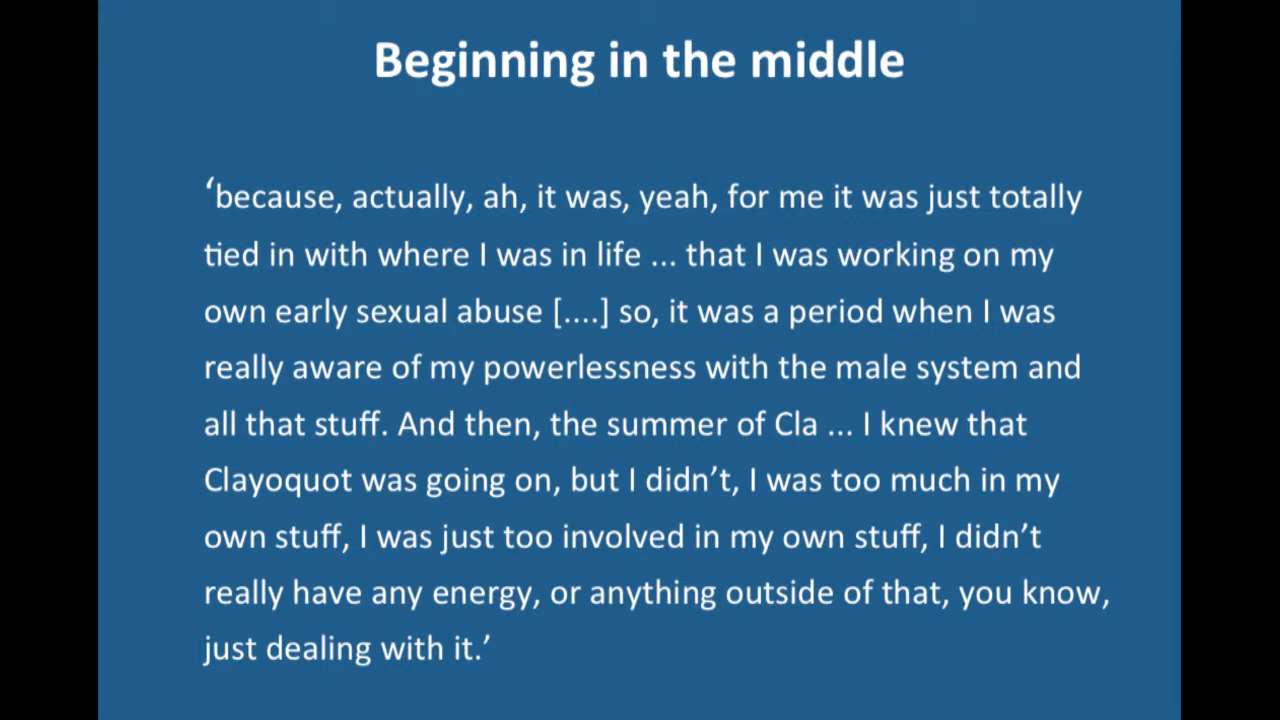 Beginning in the middle
‘because, actually, ah, it was, yeah, for me it was just totally
tied in with where I was in life ... that I was working on my
own early sexual abuse [....] so, it was a period when I was
really aware of my powerlessness with the male system and
all that stuff. And then, the summer of Cla ... I knew that
Clayoquot was going on, but I didn’t, I was too much in my
own stuff, I was just too involved in my own stuff, I didn’t
really have any energy, or anything outside of that, you know,
just dealing with it.’